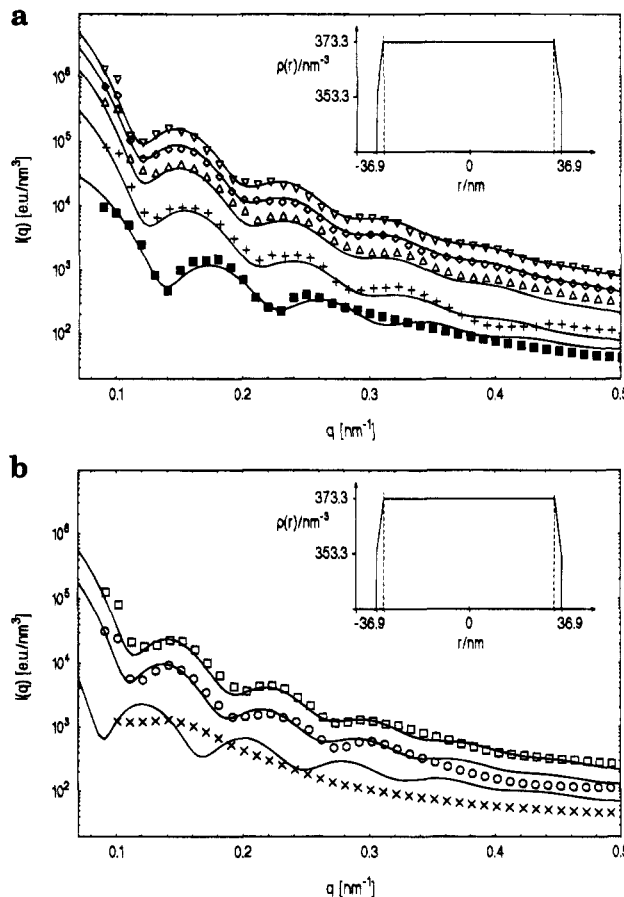 a
373.3
ρ(r)/nm⁻³
353.3
-36.9 0 36.9
r/nm
10⁶
10⁵
10⁴
10³
10²
I(q) [e.u./nm³]
0.1 0.2 0.3 0.4 0.5
q [nm⁻¹]
b
373.3
ρ(r)/nm⁻³
353.3
-36.9 0 36.9
r/nm
10⁶
10⁵
10⁴
10³
10²
I(q) [e.u./nm³]
0.1 0.2 0.3 0.4 0.5
q [nm⁻¹]